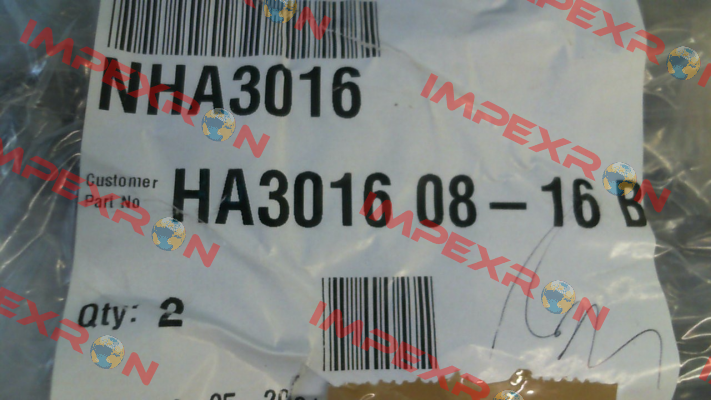 NHA3016
Customer
Part No
HA3016 08-16 B
Qty: 2
IMPEXRON
IMPEXRON
IMPEXRON
IMPEXRON
IMPEXRON